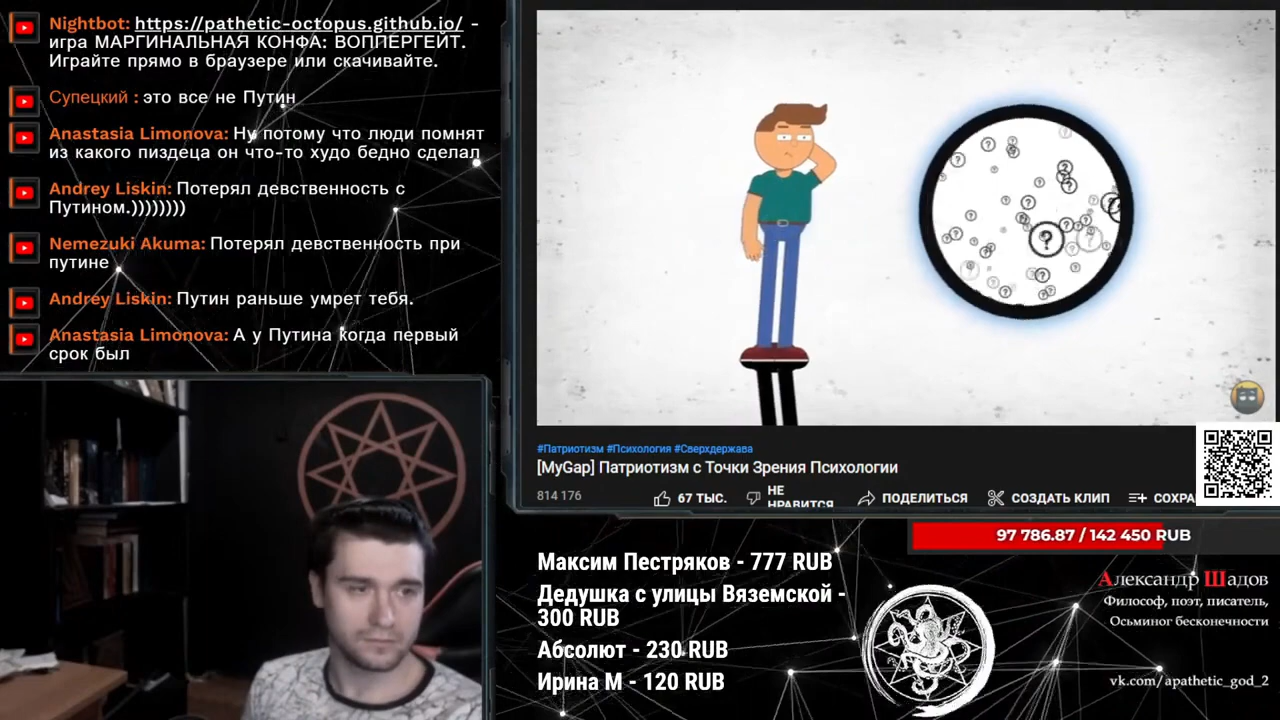 Nightbot: https://pathetic-octopus.github.io/ -
игра МАРГИНАЛЬНАЯ КОНФА: ВОППЕРГЕЙТ.
Играйте прямо в браузере или скачивайте.
Супецкий : это все не Путин
Anastasia Limonova: Ну потому что люди помнят
из какого пиздеца он что-то худо бедно сделал
Andrey Liskin: Потерял девственность с
Путином.))))))))
Nemezuki Akuma: Потерял девственность при
путине
Andrey Liskin: Путин раньше умрет тебя.
Anastasia Limonova: А у Путина когда первый
срок был
#Патриотизм #Психология #Сверхдержава
[MyGap] Патриотизм с Точки Зрения Психологии
814 176
67 ТЫС.
НЕ
НРАВИТСЯ
ПОДЕЛИТЬСЯ
СОЗДАТЬ КЛИП
СОХРА
97 786.87 / 142 450 RUB
Максим Пестряков - 777 RUB
Дедушка с улицы Вяземской -
300 RUB
Абсолют - 230 RUB
Ирина М - 120 RUB
Александр Шадов
Философ, поэт, писатель,
Осьминог бесконечности
vk.com/apathetic_god_2